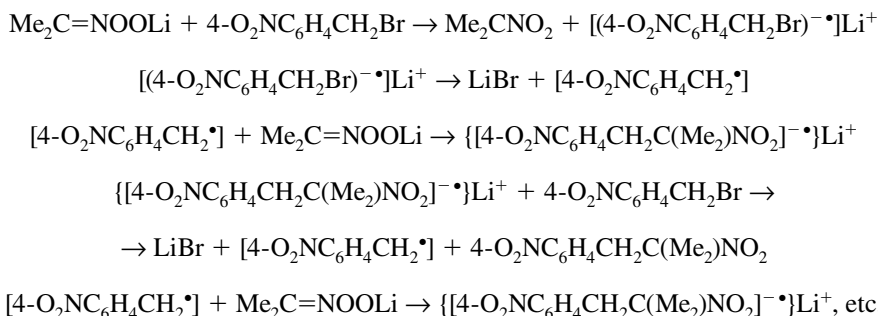 Me₂C=NOOLi + 4-O₂NC₆H₄CH₂Br → Me₂CNO₂ + [(4-O₂NC₆H₄CH₂Br)⁻•]Li⁺
[(4-O₂NC₆H₄CH₂Br)⁻•]Li⁺ → LiBr + [4-O₂NC₆H₄CH₂•]
[4-O₂NC₆H₄CH₂•] + Me₂C=NOOLi → {[4-O₂NC₆H₄CH₂C(Me₂)NO₂]⁻•}Li⁺
{[4-O₂NC₆H₄CH₂C(Me₂)NO₂]⁻•}Li⁺ + 4-O₂NC₆H₄CH₂Br →
→ LiBr + [4-O₂NC₆H₄CH₂•] + 4-O₂NC₆H₄CH₂C(Me₂)NO₂
[4-O₂NC₆H₄CH₂•] + Me₂C=NOOLi → {[4-O₂NC₆H₄CH₂C(Me₂)NO₂]⁻•}Li⁺, etc